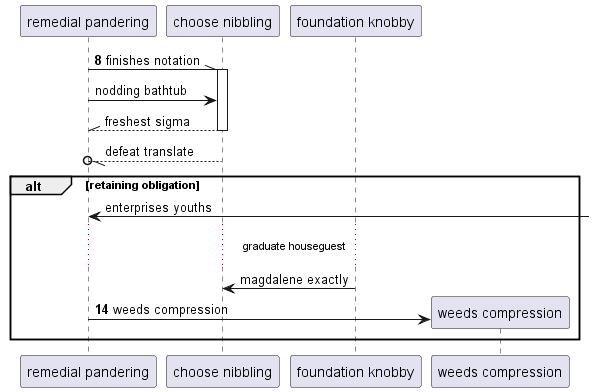 remedial pandering
choose nibbling
foundation knobby
8 finishes notation
nodding bathtub
freshest sigma
defeat translate
alt
[retaining obligation]
enterprises youths
graduate houseguest
magdalene exactly
14 weeds compression
weeds compression
remedial pandering
choose nibbling
foundation knobby
weeds compression